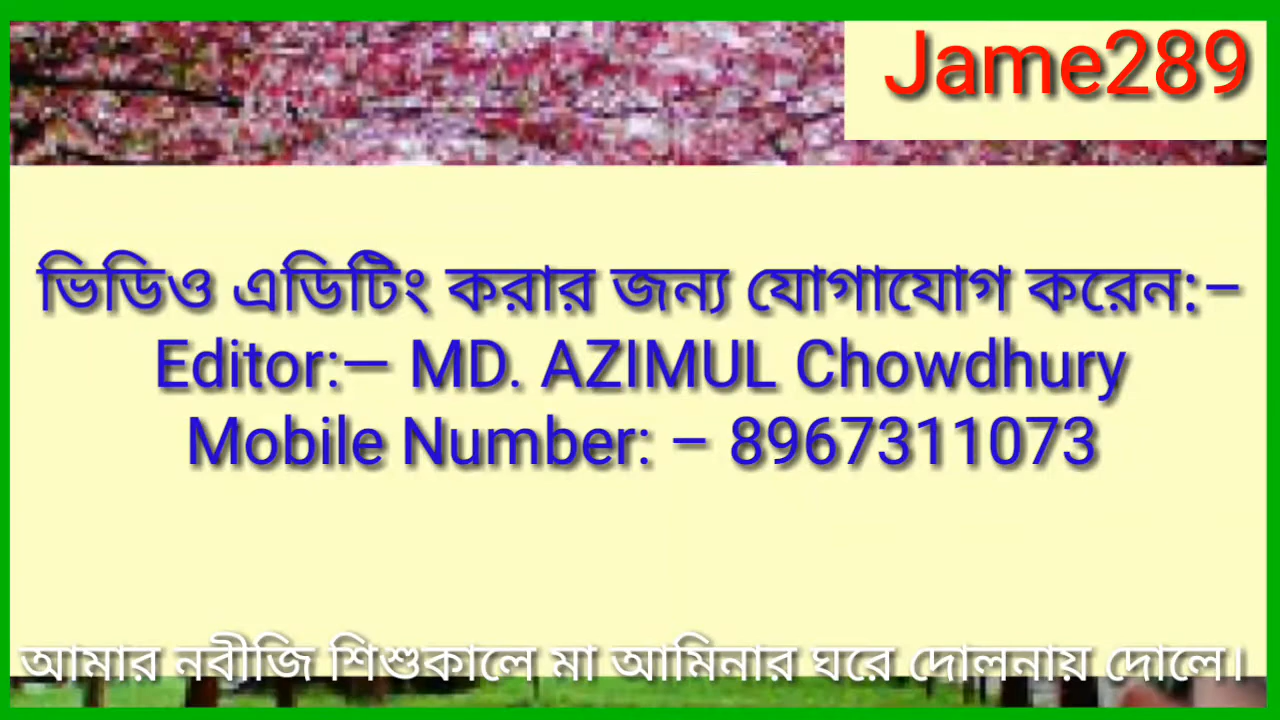 Jame289
ভিডিও এডিটিং করার জন্য যোগাযোগ করেন:–
Editor:— MD. AZIMUL Chowdhury
Mobile Number: – 8967311073
আমার নবীজি শিশুকালে মা আমিনার ঘরে দোলনায় দোলে।